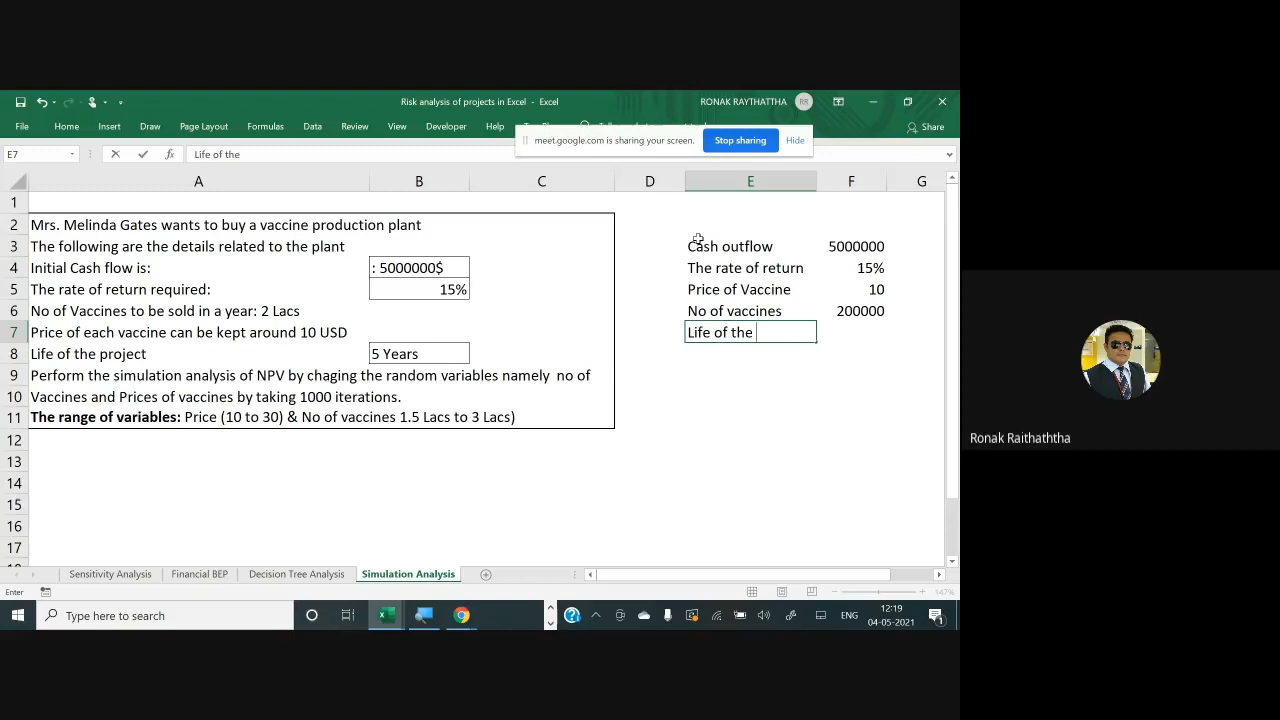 Risk analysis of projects in Excel - Excel
RONAK RAYTHATTHA
RR
File
Home
Insert
Draw
Page Layout
Formulas
Data
Review
View
Developer
Help
Share
meet.google.com is sharing your screen.
Stop sharing
Hide
E7
fx
Life of the
A
B
C
D
E
F
G
1
2 Mrs. Melinda Gates wants to buy a vaccine production plant
3 The following are the details related to the plant Cash outflow 5000000
4 Initial Cash flow is: : 5000000$ The rate of return 15%
5 The rate of return required: 15% Price of Vaccine 10
6 No of Vaccines to be sold in a year: 2 Lacs No of vaccines 200000
7 Price of each vaccine can be kept around 10 USD Life of the
8 Life of the project 5 Years
9 Perform the simulation analysis of NPV by chaging the random variables namely no of
10 Vaccines and Prices of vaccines by taking 1000 iterations.
11 The range of variables: Price (10 to 30) & No of vaccines 1.5 Lacs to 3 Lacs)
12
13
14
15
16
17
Sensitivity Analysis
Financial BEP
Decision Tree Analysis
Simulation Analysis
Enter
147%
Type here to search
ENG
12:19
04-05-2021
1
Ronak Raithaththa